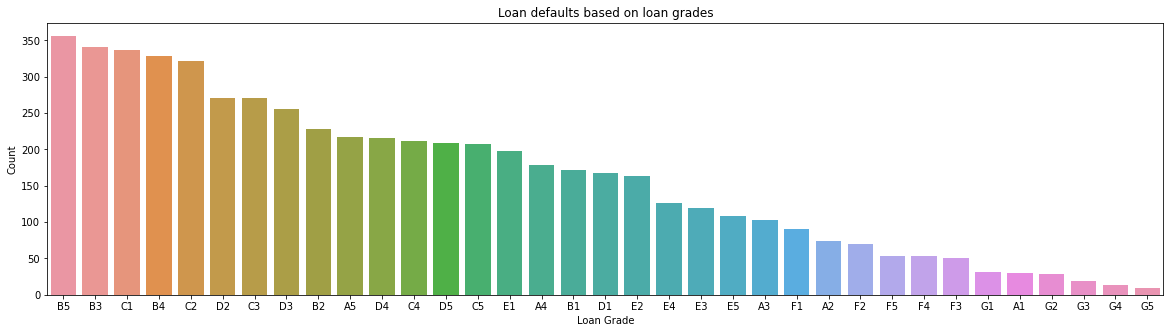 Loan defaults based on loan grades
350
300
250
200
150
100
50
0
Count
B5 B3 C1 B4 C2 D2 C3 D3 B2 A5 D4 C4 D5 C5 E1 A4 B1 D1 E2 E4 E3 E5 A3 F1 A2 F2 F5 F4 F3 G1 A1 G2 G3 G4 G5
Loan Grade